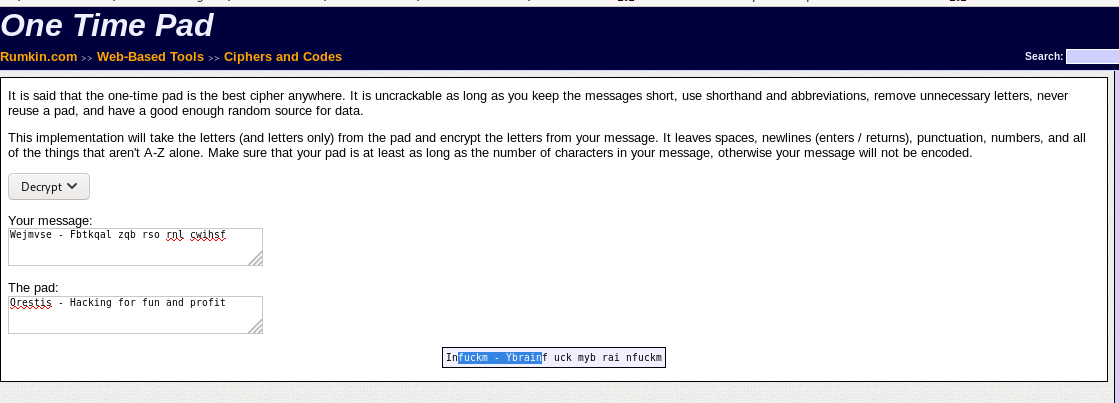 One Time Pad
Rumkin.com >> Web-Based Tools >> Ciphers and Codes
Search:
It is said that the one-time pad is the best cipher anywhere. It is uncrackable as long as you keep the messages short, use shorthand and abbreviations, remove unnecessary letters, never
reuse a pad, and have a good enough random source for data.
This implementation will take the letters (and letters only) from the pad and encrypt the letters from your message. It leaves spaces, newlines (enters / returns), punctuation, numbers, and all
of the things that aren't A-Z alone. Make sure that your pad is at least as long as the number of characters in your message, otherwise your message will not be encoded.
Decrypt
Your message:
Wejmvse - Fbtkqal zqb rso rnl cwihsf
The pad:
Orestis - Hacking for fun and profit
Infuckm - Ybrainf uck myb rai nfuckm